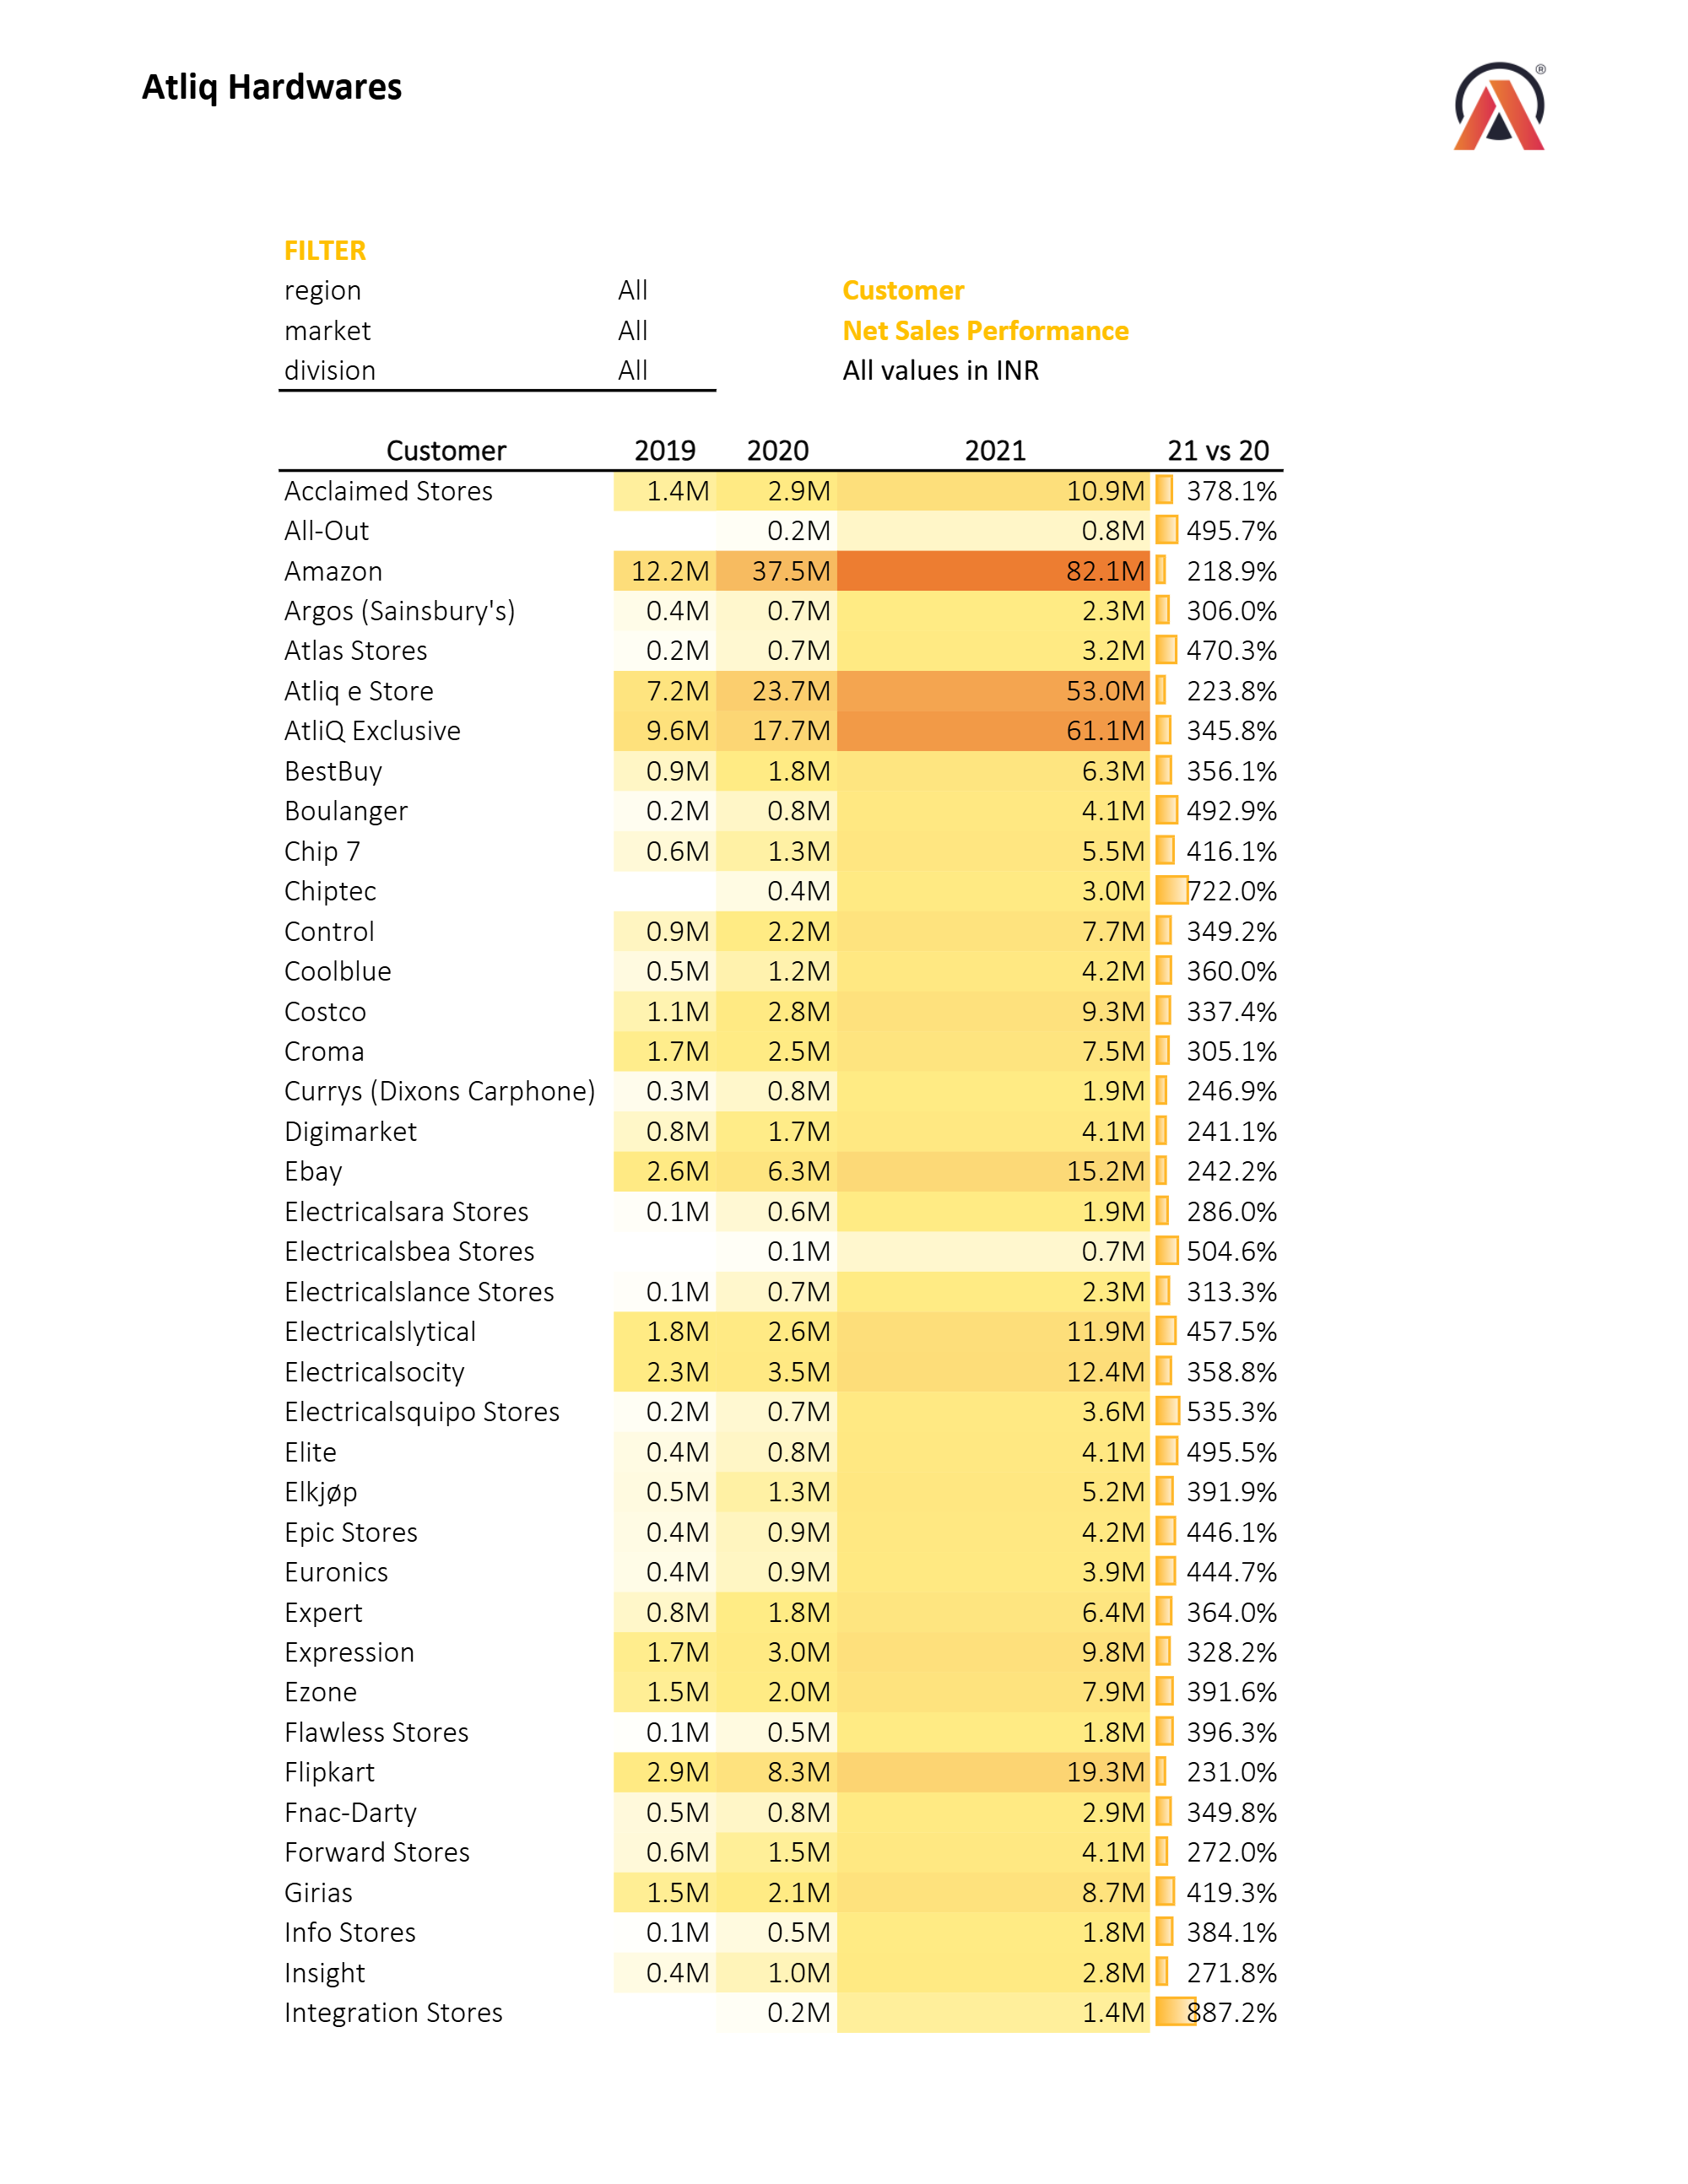 Atliq Hardwares
®
FILTER
region All Customer
market All Net Sales Performance
division All All values in INR
Customer 2019 2020 2021 21 vs 20
Acclaimed Stores 1.4M 2.9M 10.9M 378.1%
All-Out 0.2M 0.8M 495.7%
Amazon 12.2M 37.5M 82.1M 218.9%
Argos (Sainsbury's) 0.4M 0.7M 2.3M 306.0%
Atlas Stores 0.2M 0.7M 3.2M 470.3%
Atliq e Store 7.2M 23.7M 53.0M 223.8%
AtliQ Exclusive 9.6M 17.7M 61.1M 345.8%
BestBuy 0.9M 1.8M 6.3M 356.1%
Boulanger 0.2M 0.8M 4.1M 492.9%
Chip 7 0.6M 1.3M 5.5M 416.1%
Chiptec 0.4M 3.0M 722.0%
Control 0.9M 2.2M 7.7M 349.2%
Coolblue 0.5M 1.2M 4.2M 360.0%
Costco 1.1M 2.8M 9.3M 337.4%
Croma 1.7M 2.5M 7.5M 305.1%
Currys (Dixons Carphone) 0.3M 0.8M 1.9M 246.9%
Digimarket 0.8M 1.7M 4.1M 241.1%
Ebay 2.6M 6.3M 15.2M 242.2%
Electricalsara Stores 0.1M 0.6M 1.9M 286.0%
Electricalsbea Stores 0.1M 0.7M 504.6%
Electricalslance Stores 0.1M 0.7M 2.3M 313.3%
Electricalslytical 1.8M 2.6M 11.9M 457.5%
Electricalsocity 2.3M 3.5M 12.4M 358.8%
Electricalsquipo Stores 0.2M 0.7M 3.6M 535.3%
Elite 0.4M 0.8M 4.1M 495.5%
Elkjøp 0.5M 1.3M 5.2M 391.9%
Epic Stores 0.4M 0.9M 4.2M 446.1%
Euronics 0.4M 0.9M 3.9M 444.7%
Expert 0.8M 1.8M 6.4M 364.0%
Expression 1.7M 3.0M 9.8M 328.2%
Ezone 1.5M 2.0M 7.9M 391.6%
Flawless Stores 0.1M 0.5M 1.8M 396.3%
Flipkart 2.9M 8.3M 19.3M 231.0%
Fnac-Darty 0.5M 0.8M 2.9M 349.8%
Forward Stores 0.6M 1.5M 4.1M 272.0%
Girias 1.5M 2.1M 8.7M 419.3%
Info Stores 0.1M 0.5M 1.8M 384.1%
Insight 0.4M 1.0M 2.8M 271.8%
Integration Stores 0.2M 1.4M 887.2%